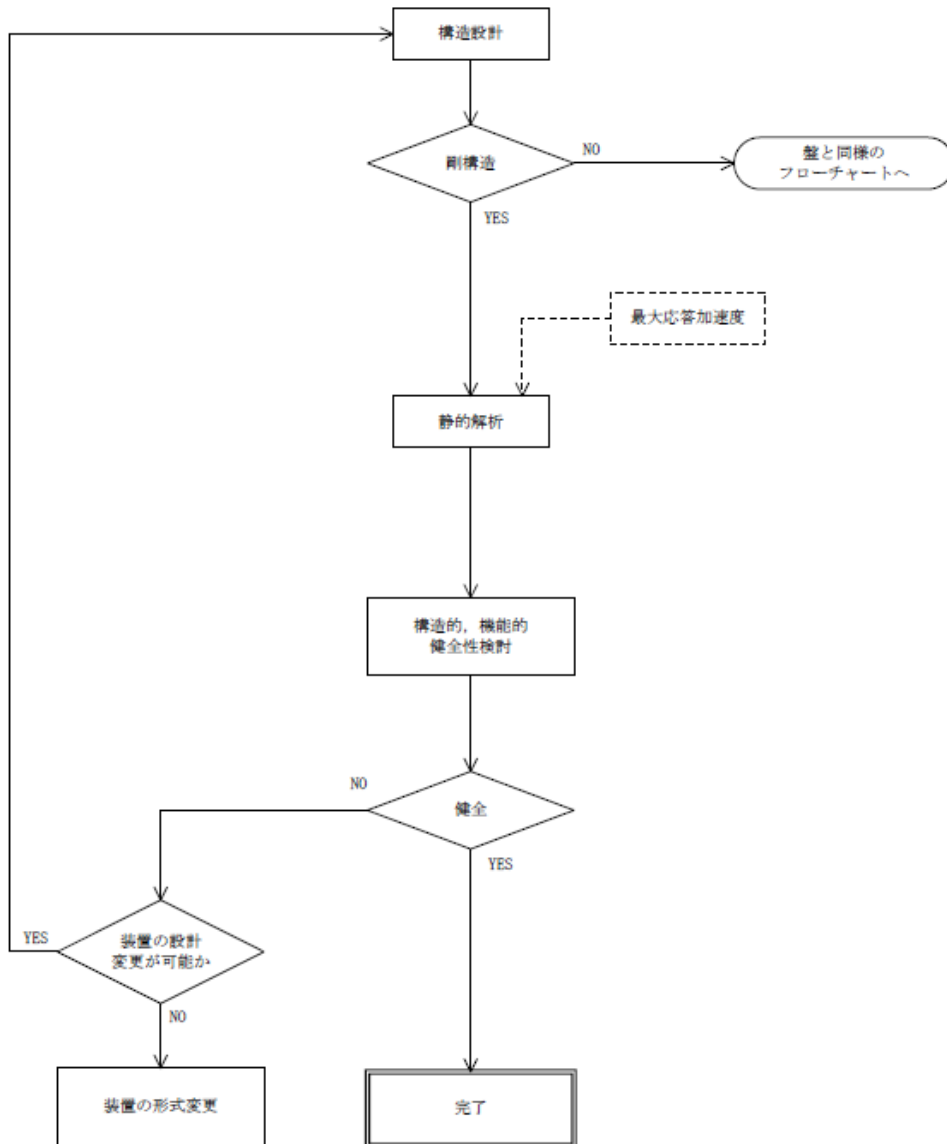 構造設計
剛構造
NO
盤と同様の
フローチャートへ
YES
最大応答加速度
静的解析
構造的，機能的
健全性検討
NO
健全
YES
YES
装置の設計
変更が可能か
NO
装置の形式変更
完了